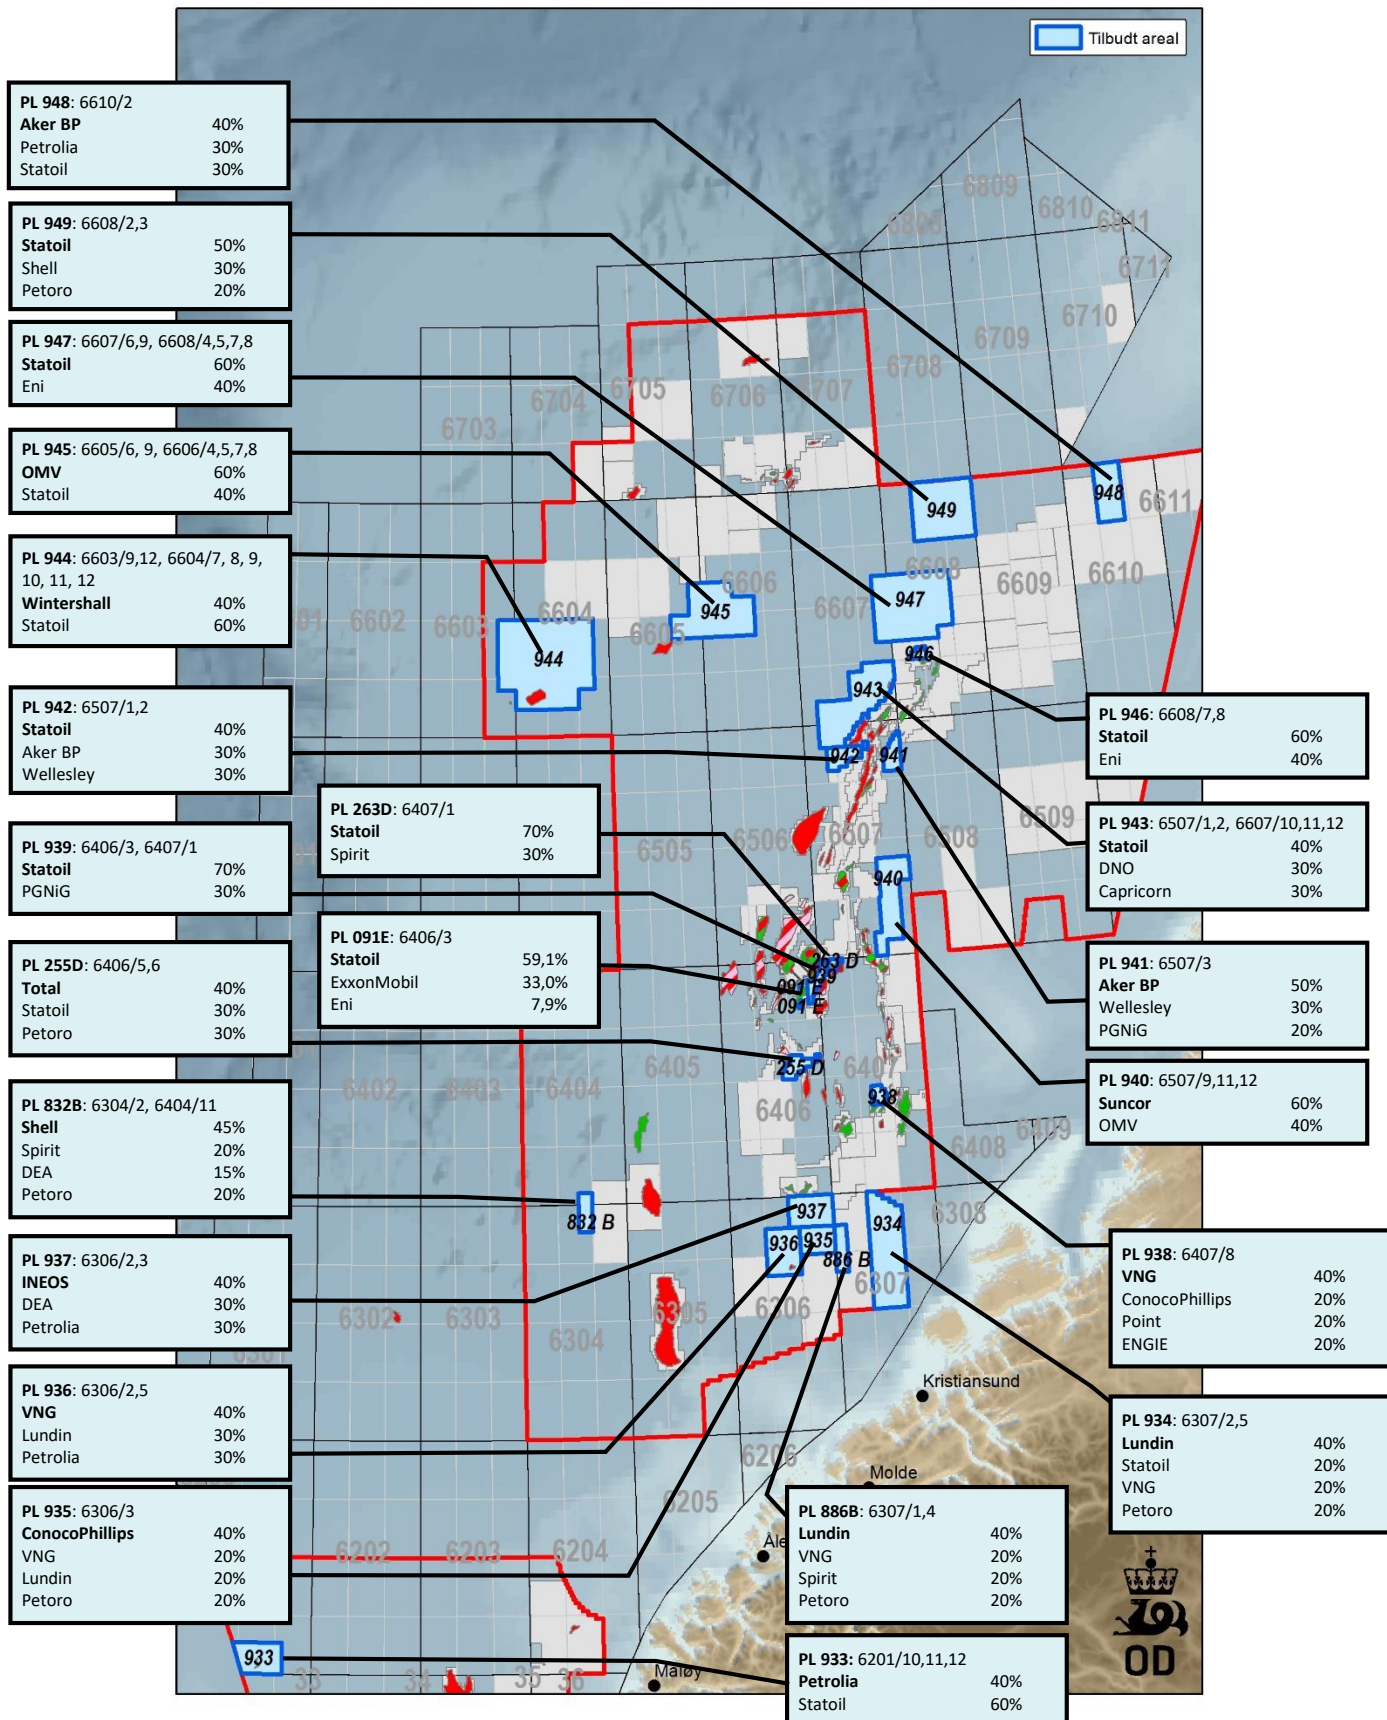 Tilbudt areal
PL 948: 6610/2
Aker BP 40%
Petrolia 30%
Statoil 30%
PL 949: 6608/2,3
Statoil 50%
Shell 30%
Petoro 20%
PL 947: 6607/6,9, 6608/4,5,7,8
Statoil 60%
Eni 40%
PL 945: 6605/6, 9, 6606/4,5,7,8
OMV 60%
Statoil 40%
PL 944: 6603/9,12, 6604/7, 8, 9,
10, 11, 12
Wintershall 40%
Statoil 60%
PL 942: 6507/1,2
Statoil 40%
Aker BP 30%
Wellesley 30%
PL 939: 6406/3, 6407/1
Statoil 70%
PGNiG 30%
PL 255D: 6406/5,6
Total 40%
Statoil 30%
Petoro 30%
PL 832B: 6304/2, 6404/11
Shell 45%
Spirit 20%
DEA 15%
Petoro 20%
PL 937: 6306/2,3
INEOS 40%
DEA 30%
Petrolia 30%
PL 936: 6306/2,5
VNG 40%
Lundin 30%
Petrolia 30%
PL 935: 6306/3
ConocoPhillips 40%
VNG 20%
Lundin 20%
Petoro 20%
PL 263D: 6407/1
Statoil 70%
Spirit 30%
PL 091E: 6406/3
Statoil 59,1%
ExxonMobil 33,0%
Eni 7,9%
PL 946: 6608/7,8
Statoil 60%
Eni 40%
PL 943: 6507/1,2, 6607/10,11,12
Statoil 40%
DNO 30%
Capricorn 30%
PL 941: 6507/3
Aker BP 50%
Wellesley 30%
PGNiG 20%
PL 940: 6507/9,11,12
Suncor 60%
OMV 40%
PL 938: 6407/8
VNG 40%
ConocoPhillips 20%
Point 20%
ENGIE 20%
PL 934: 6307/2,5
Lundin 40%
Statoil 20%
VNG 20%
Petoro 20%
PL 886B: 6307/1,4
Lundin 40%
VNG 20%
Spirit 20%
Petoro 20%
PL 933: 6201/10,11,12
Petrolia 40%
Statoil 60%
6809
6810
6811
6711
6710
6709
6708
6707
6706
6705
6704
6703
948
6611
949
6610
6609
6608
947
6607
6606
945
6605
6604
944
6603
6602
946
943
942
941
6509
6508
6507
6506
6505
940
263 D
939
091 E
091 E
255 D
6402
6403
6404
6405
6406
6407
938
6408
6409
832 B
937
936
935
886 B
934
6308
6307
6306
6305
6304
6303
6302
Kristiansund
Molde
Åle
6206
6205
6204
6203
6202
933
33
34
35
36
Måløy
OD